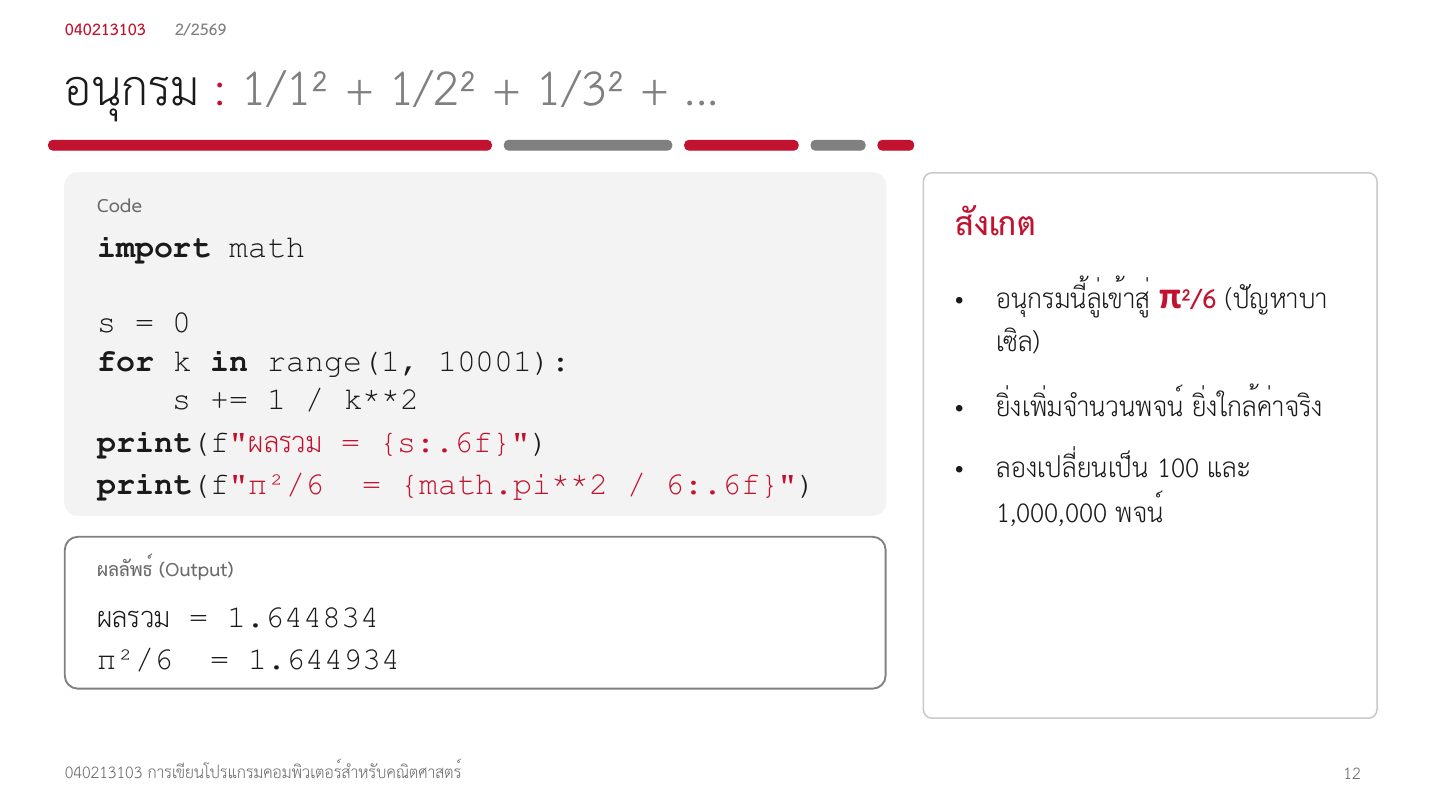 040213103 2/2569
อนุกรม : 1/1² + 1/2² + 1/3² + ...
Code
import math
s = 0
for k in range(1, 10001):
    s += 1 / k**2
print(f"ผลรวม = {s:.6f}")
print(f"π²/6  = {math.pi**2 / 6:.6f}")
ผลลัพธ์ (Output)
ผลรวม = 1.644834
π²/6  = 1.644934
สังเกต
• อนุกรมนี้ลู่เข้าสู่ π²/6 (ปัญหาบา
เซิล)
• ยิ่งเพิ่มจำนวนพจน์ ยิ่งใกล้ค่าจริง
• ลองเปลี่ยนเป็น 100 และ
1,000,000 พจน์
040213103 การเขียนโปรแกรมคอมพิวเตอร์สำหรับคณิตศาสตร์
12